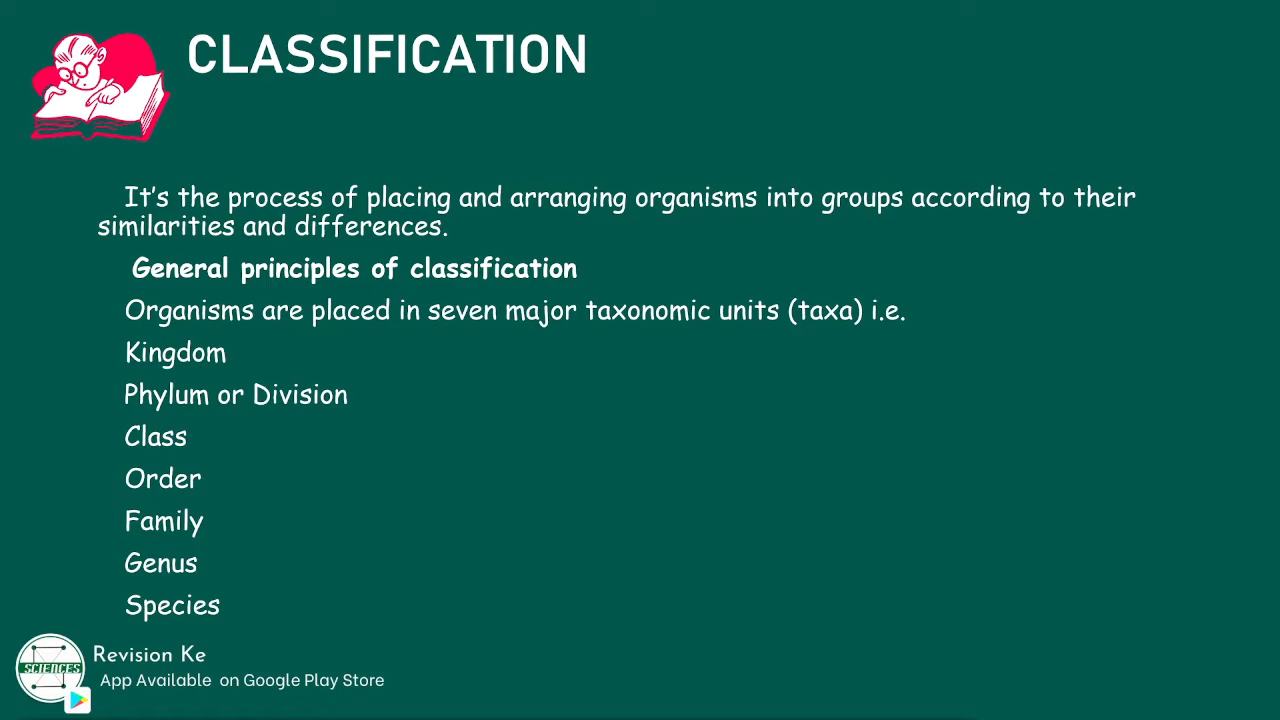 CLASSIFICATION
It's the process of placing and arranging organisms into groups according to their
similarities and differences.
General principles of classification
Organisms are placed in seven major taxonomic units (taxa) i.e.
Kingdom
Phylum or Division
Class
Order
Family
Genus
Species
SCIENCES
Revision Ke
App Available on Google Play Store